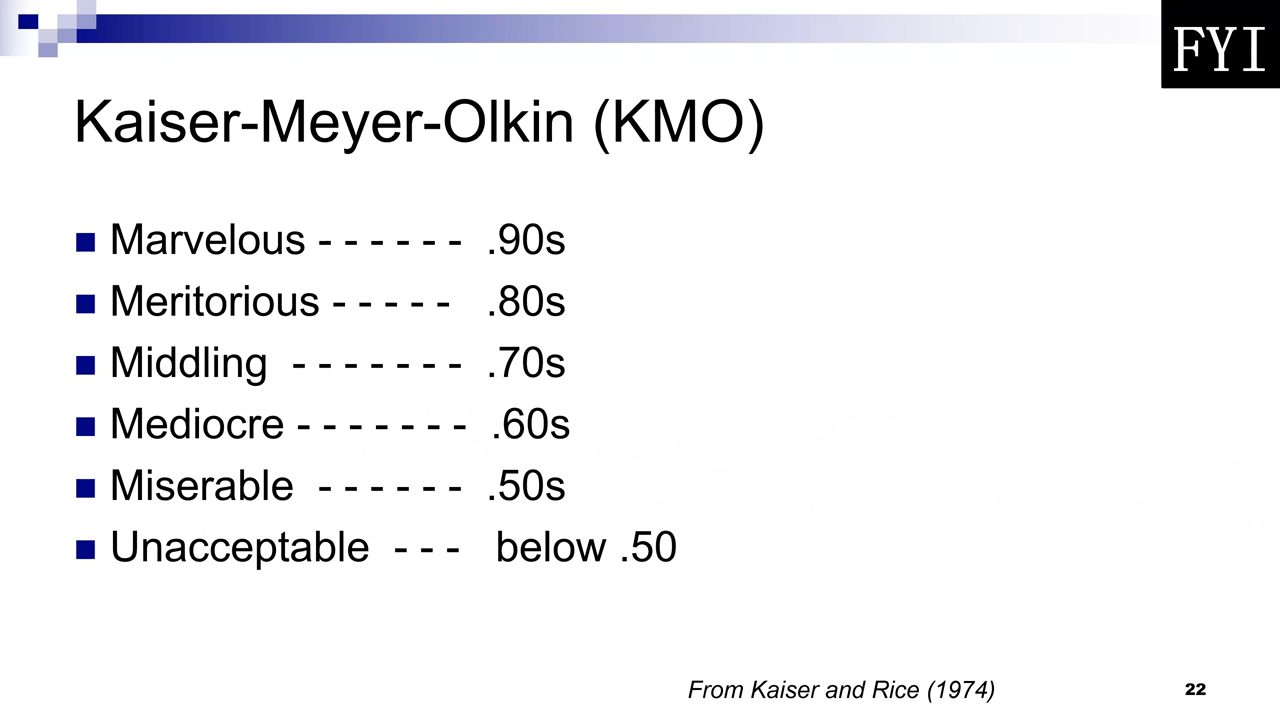 FYI
Kaiser-Meyer-Olkin (KMO)
■ Marvelous - - - - - - .90s
■ Meritorious - - - - - .80s
■ Middling - - - - - - - .70s
■ Mediocre - - - - - - - .60s
■ Miserable - - - - - - .50s
■ Unacceptable - - - below .50
From Kaiser and Rice (1974)
22